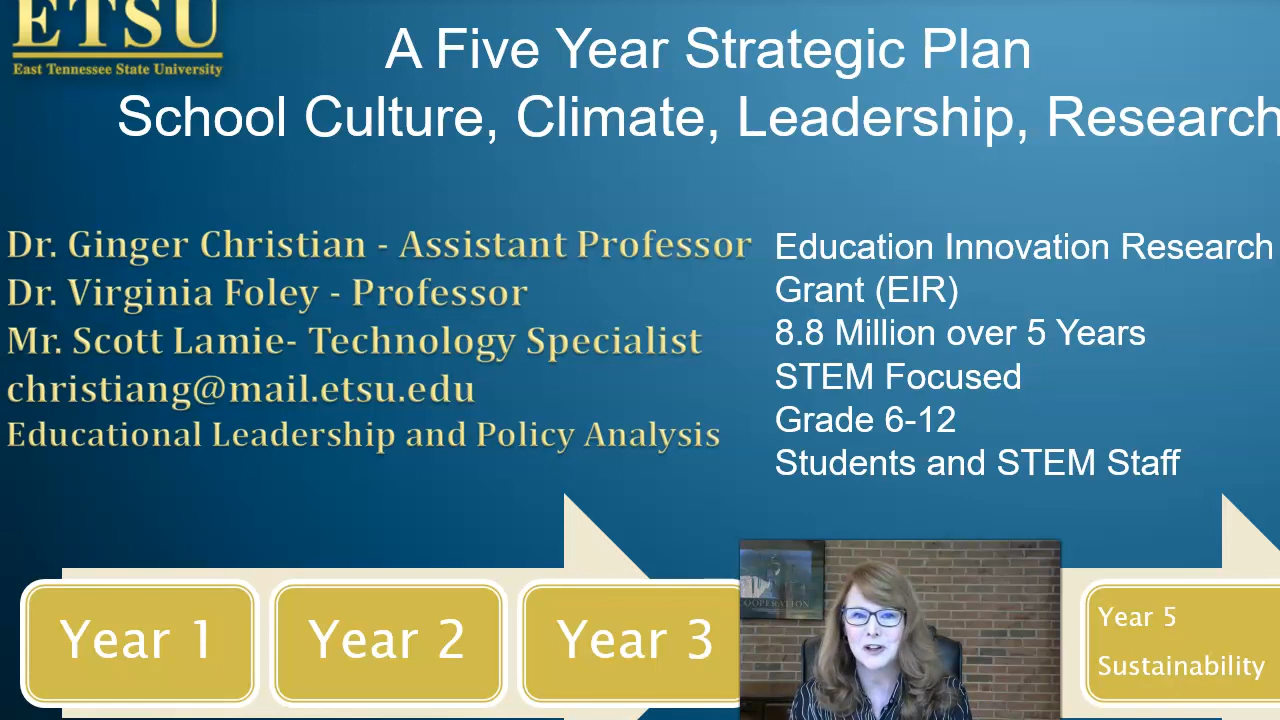 ETSU
East Tennessee State University
A Five Year Strategic Plan
School Culture, Climate, Leadership, Research
Dr. Ginger Christian - Assistant Professor
Dr. Virginia Foley - Professor
Mr. Scott Lamie- Technology Specialist
christiang@mail.etsu.edu
Educational Leadership and Policy Analysis
Education Innovation Research
Grant (EIR)
8.8 Million over 5 Years
STEM Focused
Grade 6-12
Students and STEM Staff
Year 1
Year 2
Year 3
COOPERATION
Year 5
Sustainability